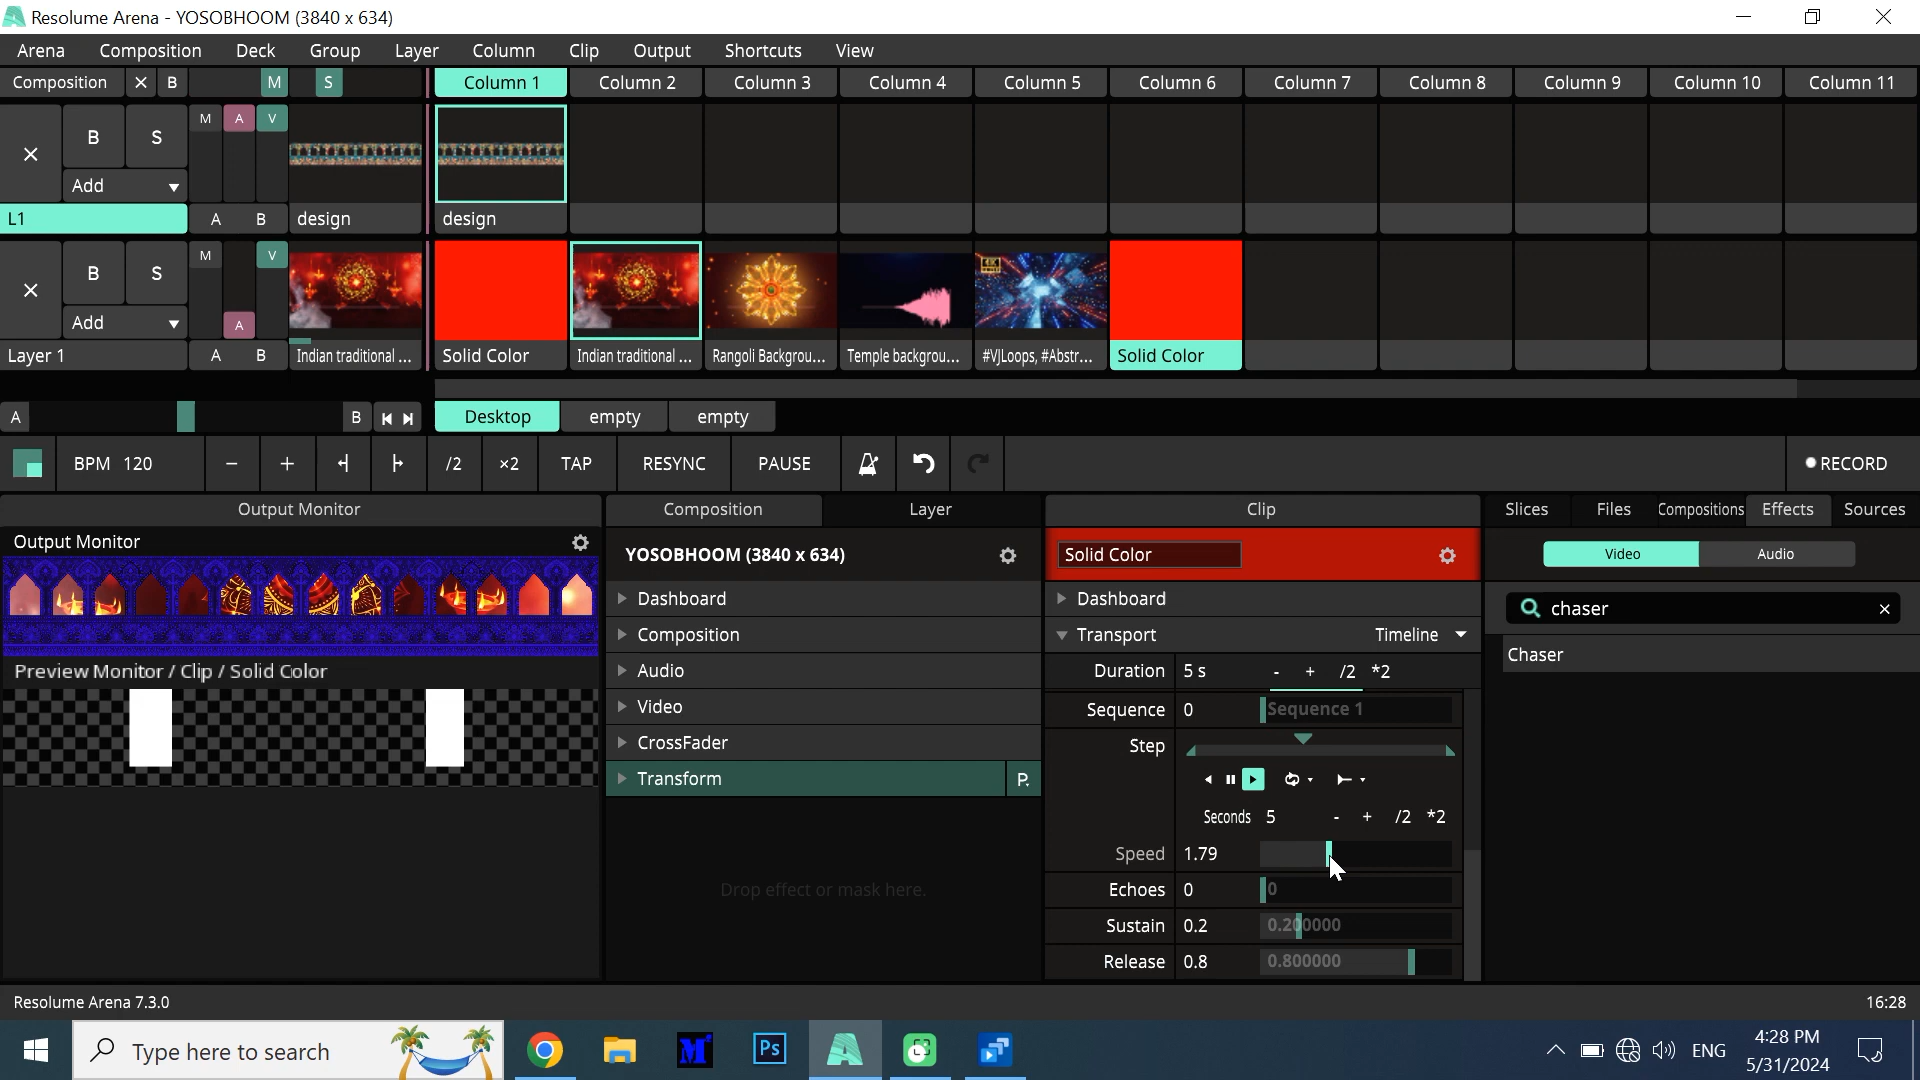 Resolume Arena - YOSOBHOOM (3840 x 634)
Arena Composition Deck Group Layer Column Clip Output Shortcuts View
Composition X B M S Column 1 Column 2 Column 3 Column 4 Column 5 Column 6 Column 7 Column 8 Column 9 Column 10 Column 11
B S M A V
Add
L1 A B design design
B S M V
Add A
Layer 1 A B Indian traditional ... Solid Color Indian traditional ... Rangoli Backgrou... Temple backgrou... #VJLoops, #Abstr... Solid Color
A B Desktop empty empty
BPM 120 - + /2 ×2 TAP RESYNC PAUSE RECORD
Output Monitor Composition Layer Clip Slices Files Compositions Effects Sources
Output Monitor YOSOBHOOM (3840 x 634) Solid Color Video Audio
Dashboard Dashboard chaser
Composition Transport Timeline Chaser
Preview Monitor / Clip / Solid Color Audio Duration 5 s - + /2 *2
Video Sequence 0 Sequence 1
CrossFader Step
Transform P.
Seconds 5 - + /2 *2
Speed 1.79
Drop effect or mask here. Echoes 0 0
Sustain 0.2 0.200000
Release 0.8 0.800000
Resolume Arena 7.3.0 16:28
Type here to search Ps ENG 4:28 PM
5/31/2024